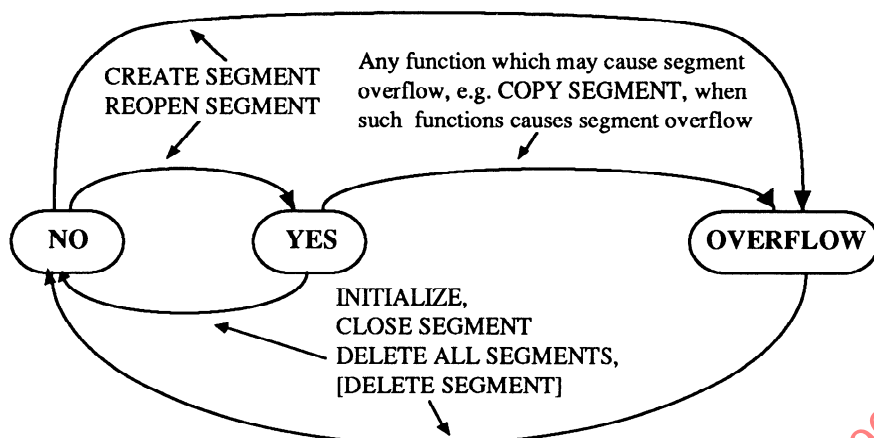 CREATE SEGMENT
REOPEN SEGMENT
Any function which may cause segment
overflow, e.g. COPY SEGMENT, when
such functions causes segment overflow
NO
YES
OVERFLOW
INITIALIZE,
CLOSE SEGMENT
DELETE ALL SEGMENTS,
[DELETE SEGMENT]